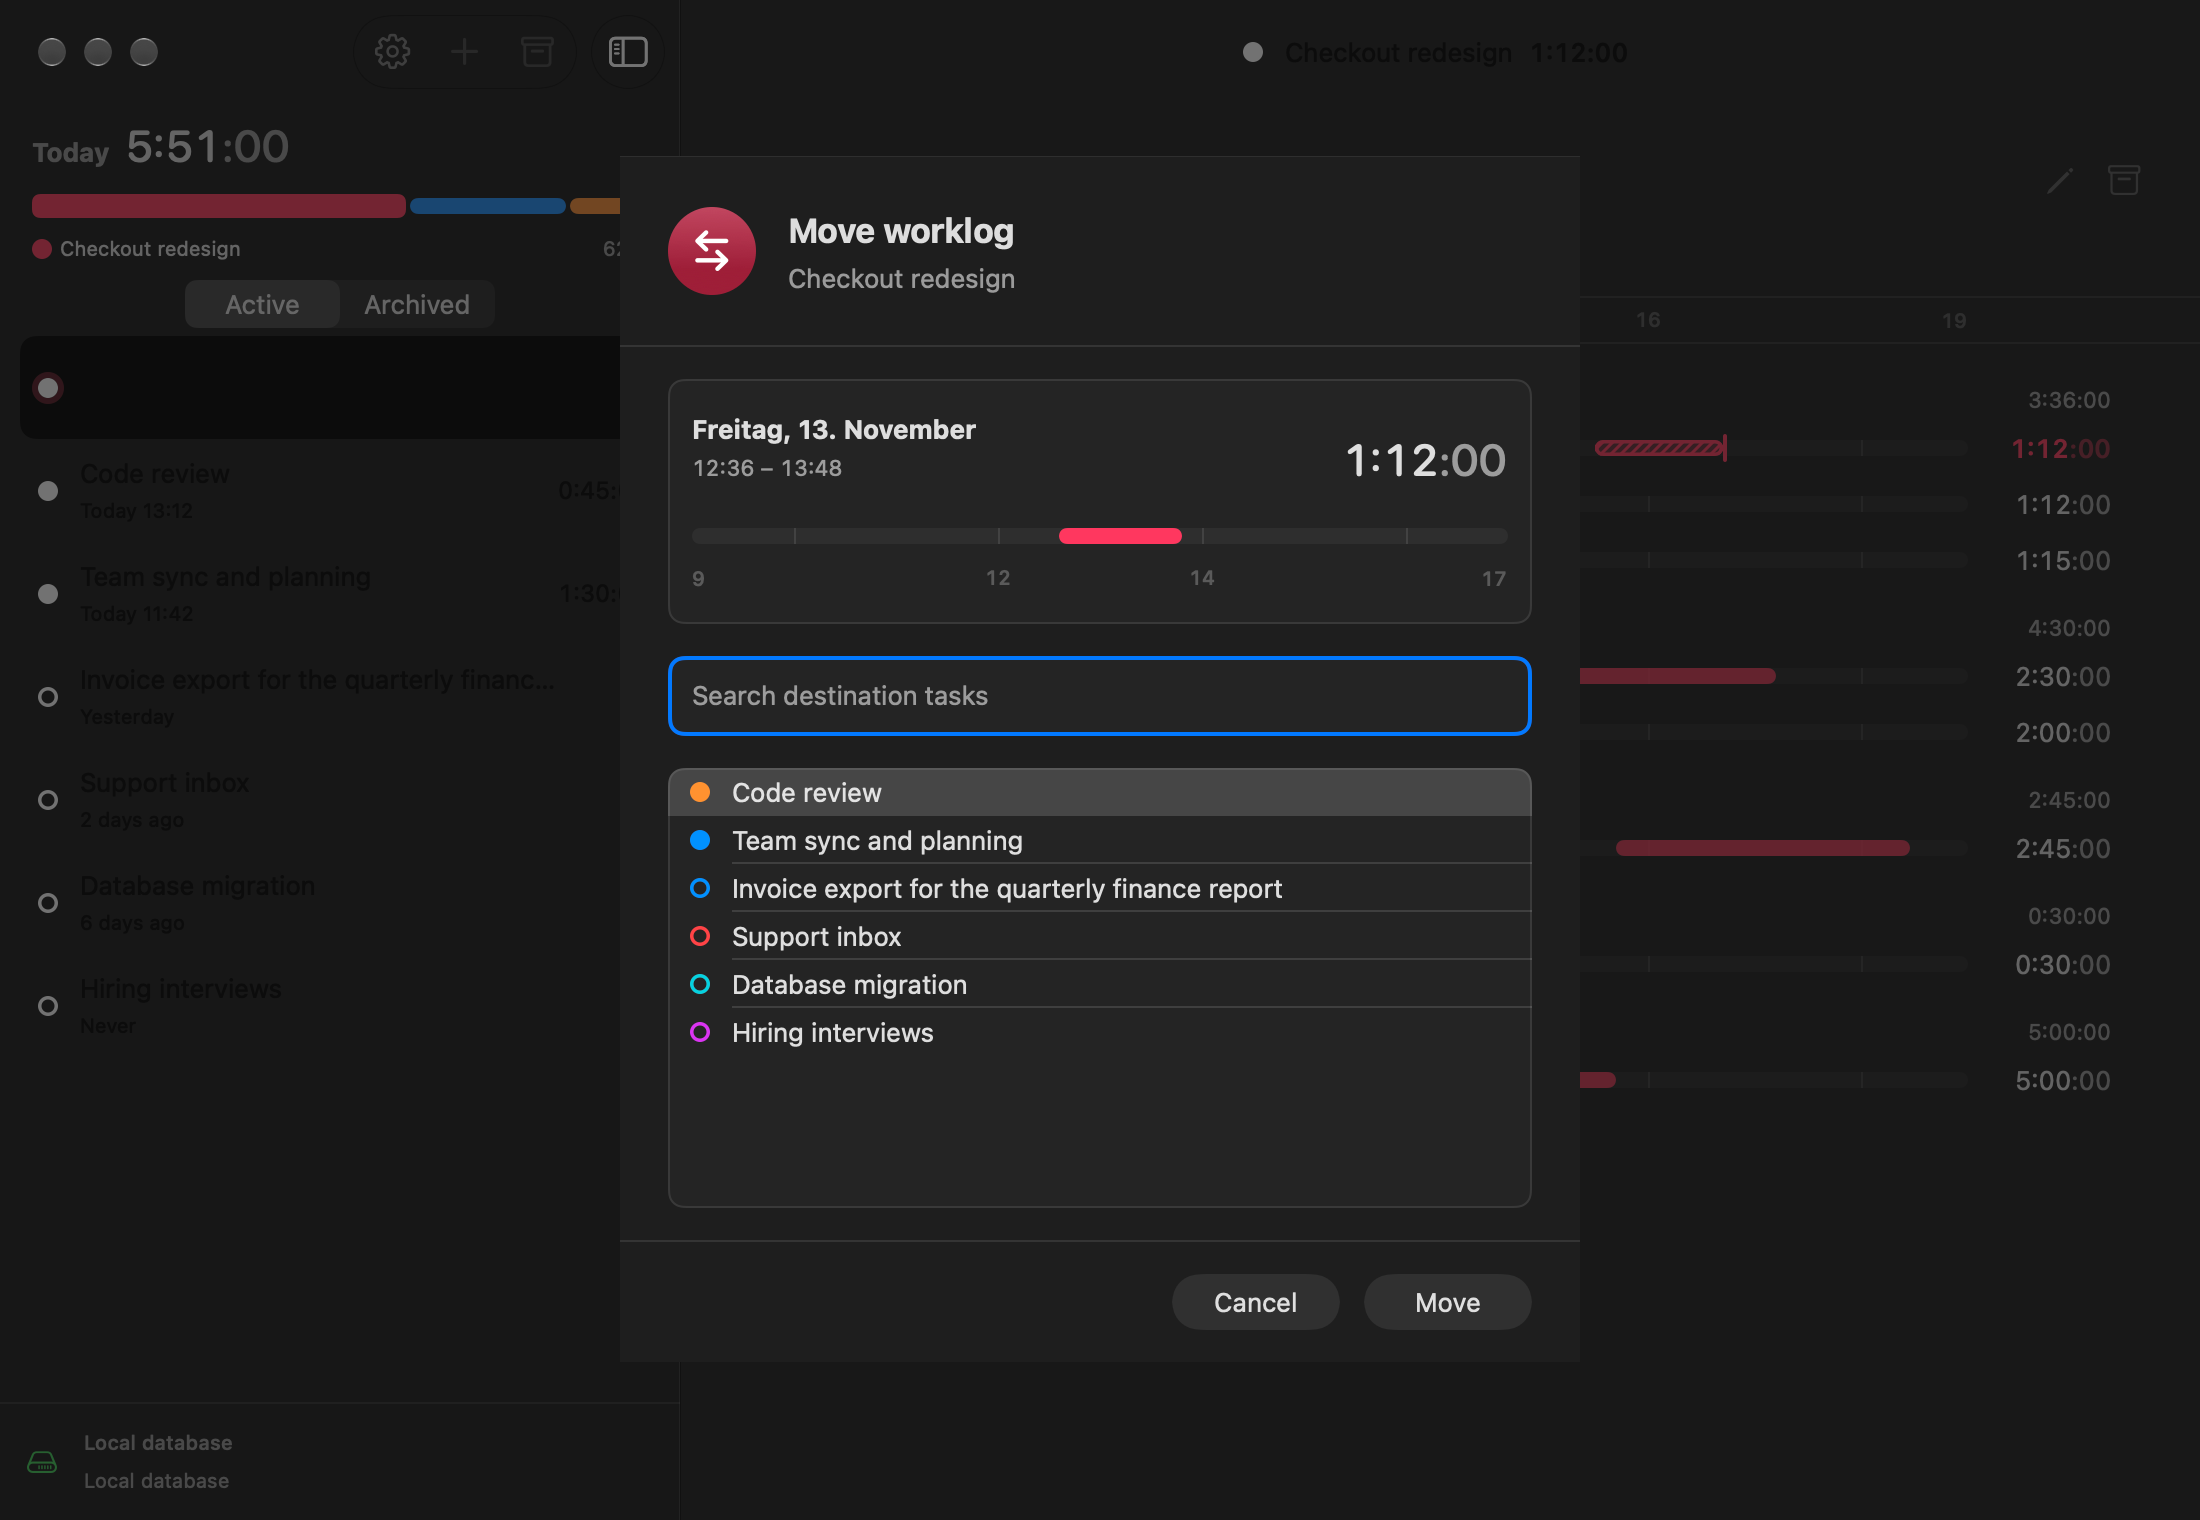 Checkout redesign 1:12:00
Today 5:51:00
Checkout redesign
Active Archived
Code review
Today 13:12
Team sync and planning
Today 11:42
Invoice export for the quarterly financ...
Yesterday
Support inbox
2 days ago
Database migration
6 days ago
Hiring interviews
Never
Local database
Local database
Move worklog
Checkout redesign
Freitag, 13. November
12:36 – 13:48
1:12:00
9 12 14 17
Search destination tasks
Code review
Team sync and planning
Invoice export for the quarterly finance report
Support inbox
Database migration
Hiring interviews
Cancel Move
16 19
3:36:00
1:12:00
1:12:00
1:15:00
4:30:00
2:30:00
2:00:00
2:45:00
2:45:00
0:30:00
0:30:00
5:00:00
5:00:00